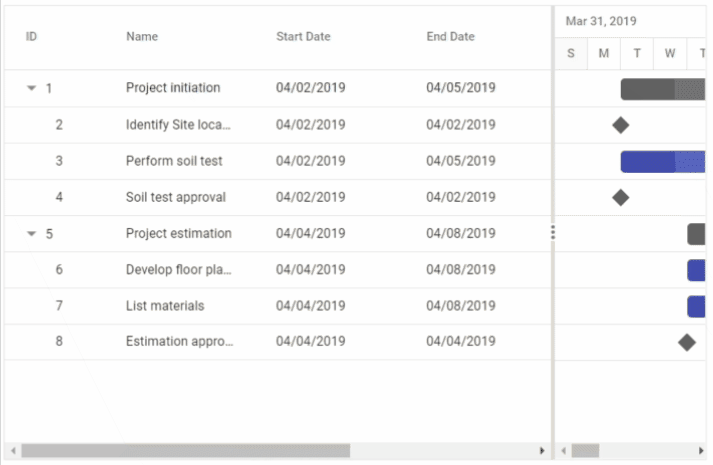 ID Name Start Date End Date Mar 31, 2019
S M T W T
1 Project initiation 04/02/2019 04/05/2019
2 Identify Site loca... 04/02/2019 04/02/2019
3 Perform soil test 04/02/2019 04/05/2019
4 Soil test approval 04/02/2019 04/02/2019
5 Project estimation 04/04/2019 04/08/2019
6 Develop floor pla... 04/04/2019 04/08/2019
7 List materials 04/04/2019 04/08/2019
8 Estimation appro... 04/04/2019 04/04/2019